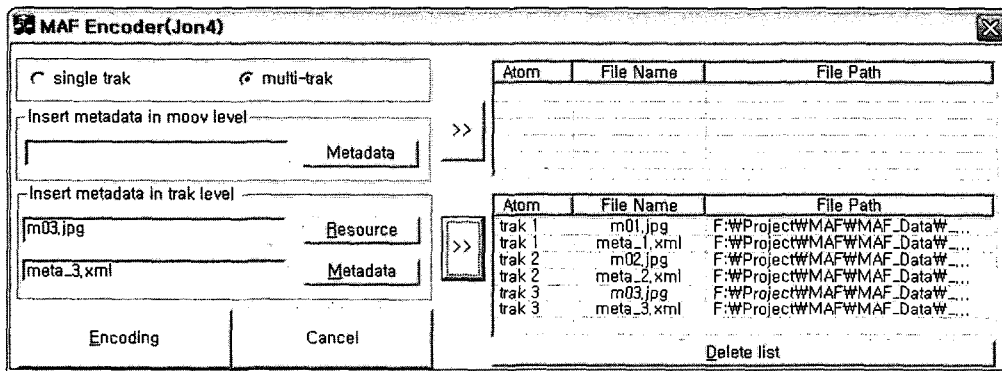 MAF Encoder(Jon4)
single trak multi-trak
Insert metadata in moov level
Metadata
>>
Atom File Name File Path
Insert metadata in trak level
m03.jpg Resource
meta_3.xml Metadata
>>
Encoding Cancel
Atom File Name File Path
trak 1 m01.jpg F:₩Project₩MAF₩MAF_Data₩_...
trak 1 meta_1.xml F:₩Project₩MAF₩MAF_Data₩_...
trak 2 m02.jpg F:₩Project₩MAF₩MAF_Data₩_...
trak 2 meta_2.xml F:₩Project₩MAF₩MAF_Data₩_...
trak 3 m03.jpg F:₩Project₩MAF₩MAF_Data₩_...
trak 3 meta_3.xml F:₩Project₩MAF₩MAF_Data₩_...
Delete list